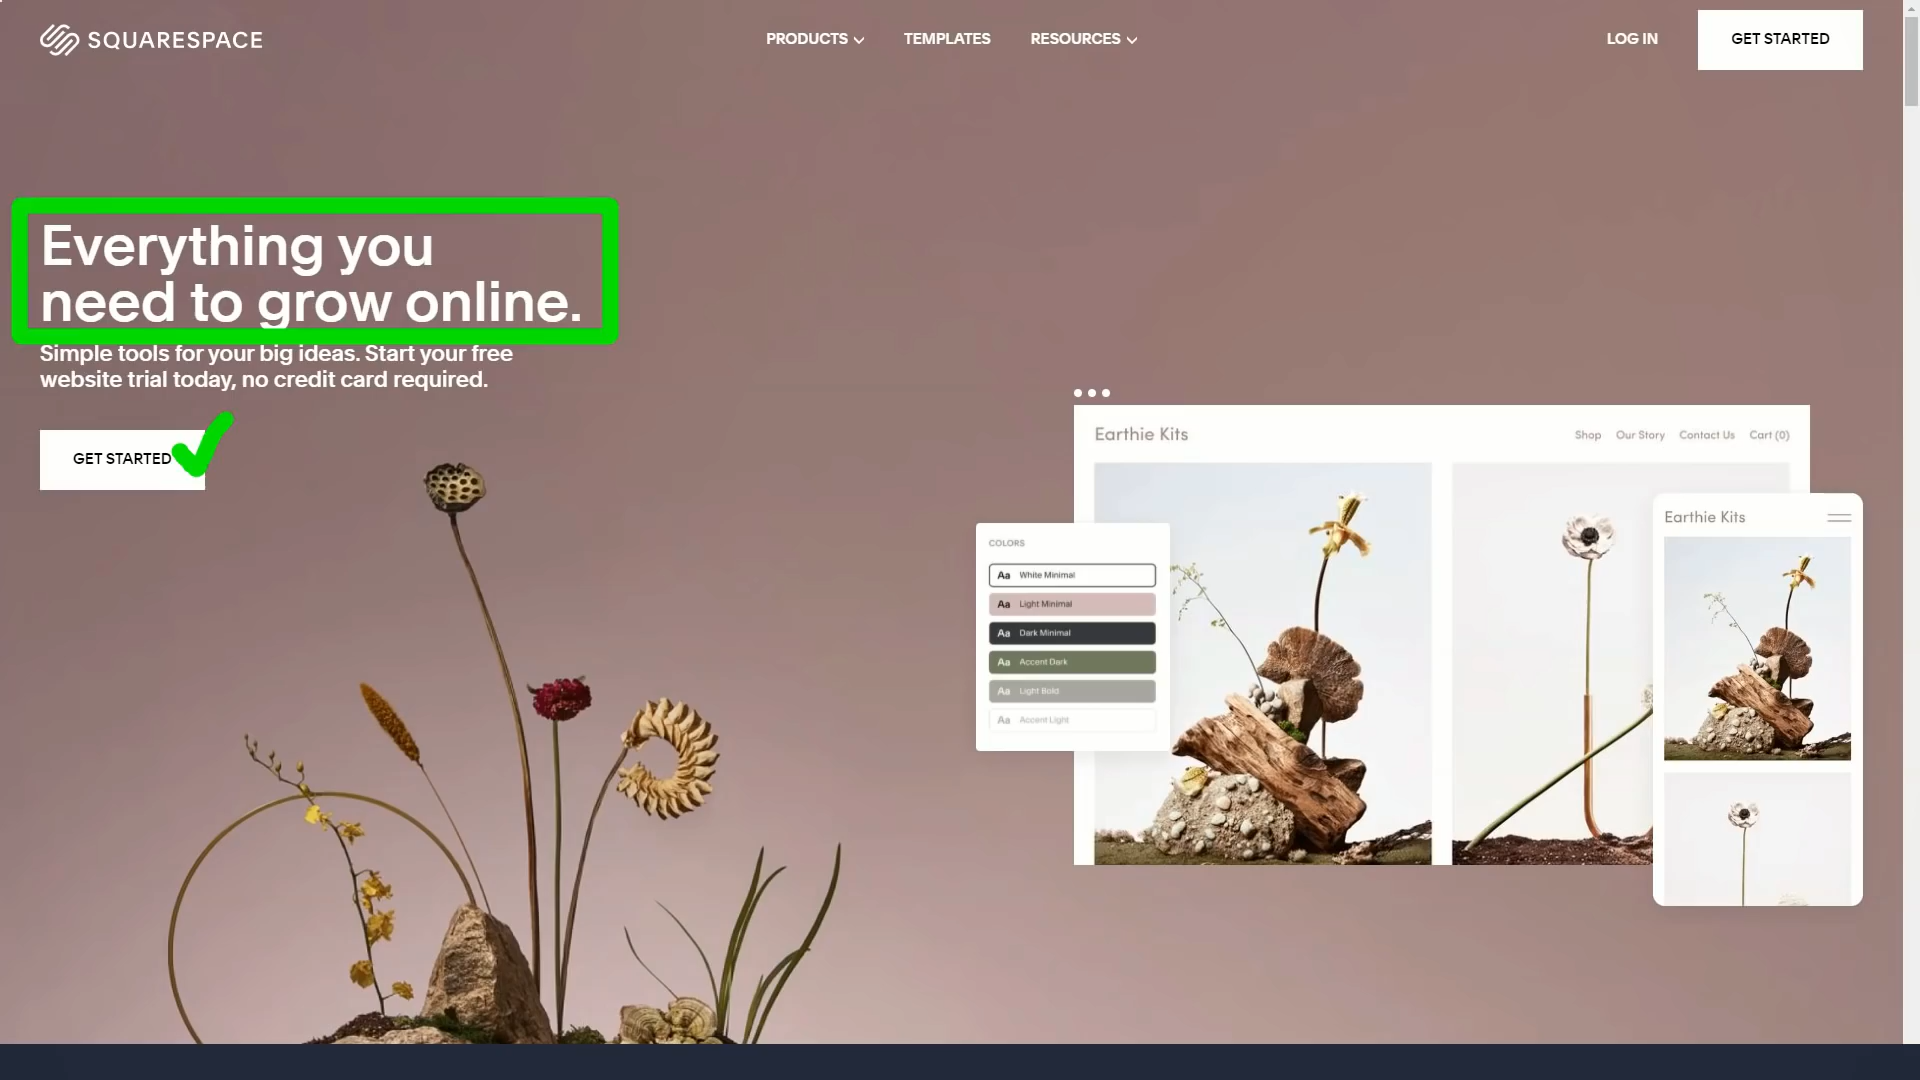 SQUARESPACE
PRODUCTS
TEMPLATES
RESOURCES
LOG IN
GET STARTED
Everything you
need to grow online.
Simple tools for your big ideas. Start your free
website trial today, no credit card required.
GET STARTED
Earthie Kits
Shop
Our Story
Contact Us
Cart (0)
COLORS
Aa White Minimal
Aa Light Minimal
Aa Dark Minimal
Aa Accent Dark
Aa Light Bold
Aa Accent Light
Earthie Kits